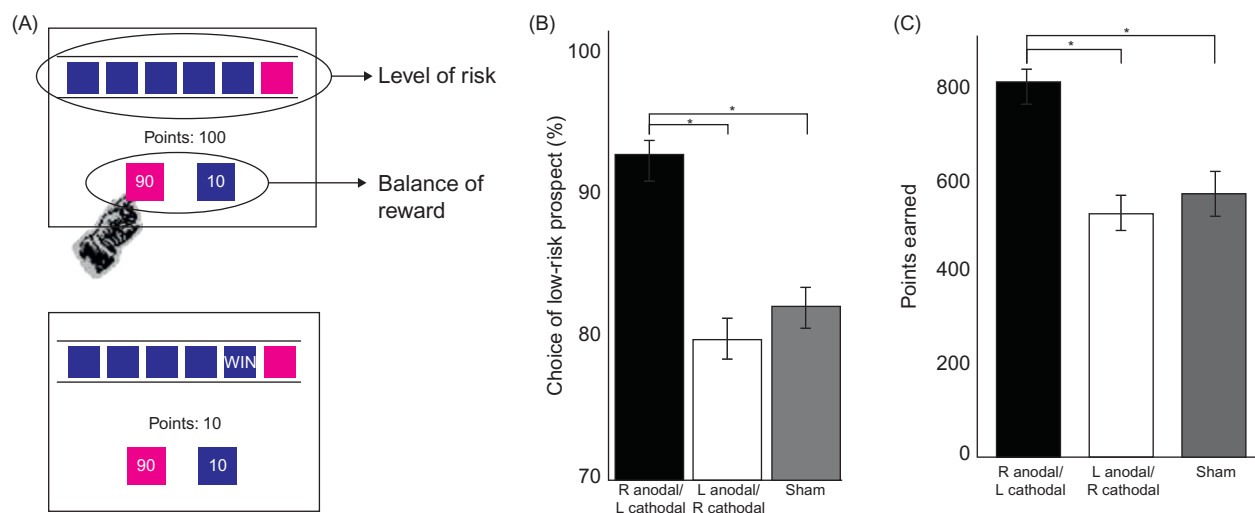 (A)
Level of risk
Points: 100
90
10
Balance of
reward
WIN
Points: 10
90
10
(B)
Choice of low-risk prospect (%)
100
90
80
70
*
*
R anodal/
L cathodal
L anodal/
R cathodal
Sham
(C)
Points earned
800
600
400
200
0
*
*
R anodal/
L cathodal
L anodal/
R cathodal
Sham